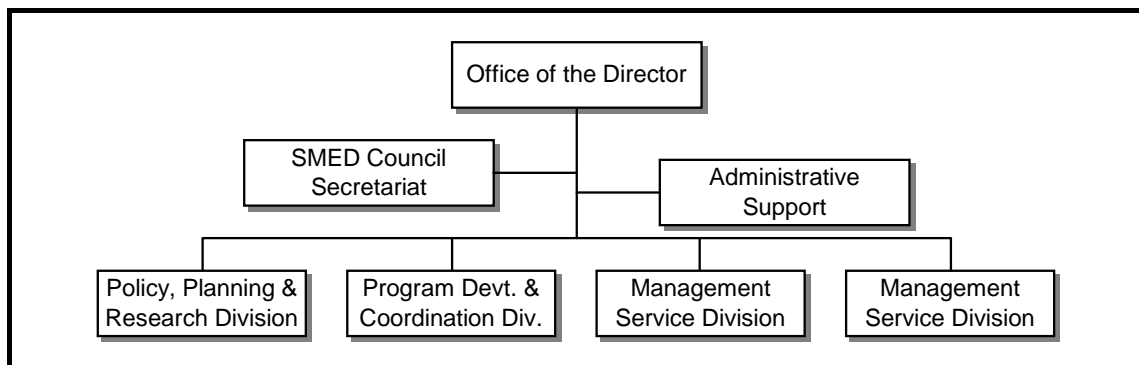 Office of the Director
SMED Council
Secretariat
Administrative
Support
Policy, Planning &
Research Division
Program Devt. &
Coordination Div.
Management
Service Division
Management
Service Division